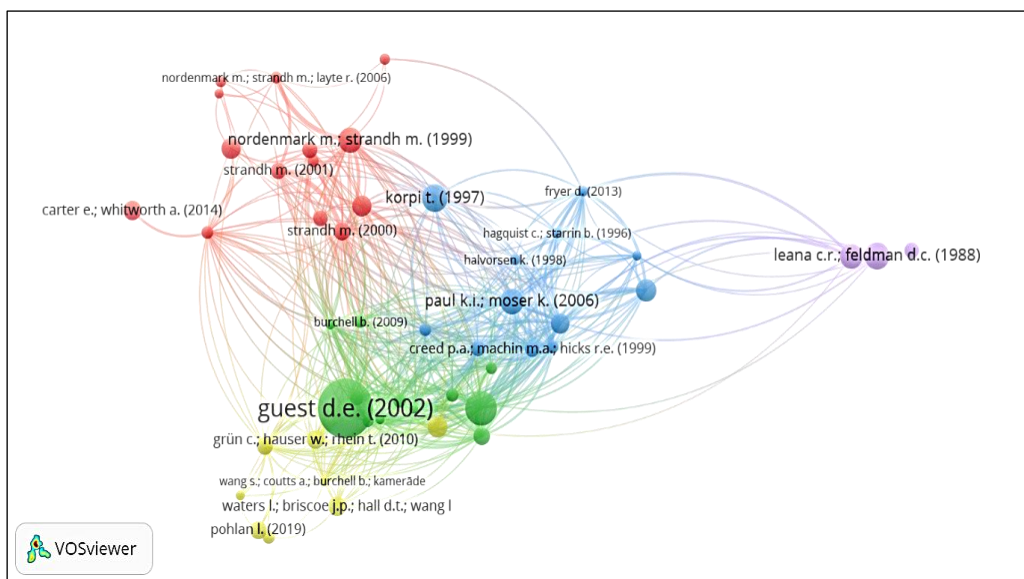 nordenmark m.; strandh m.; layte r. (2006)
nordenmark m.; strandh m. (1999)
strandh m. (2001)
korpi t. (1997)
fryer d. (2013)
carter e.; whitworth a. (2014)
strandh m. (2000)
hagquist c.; starrin b. (1996)
leana c.r.; feldman d.c. (1988)
halvorsen k. (1998)
paul k.i.; moser k. (2006)
burchell b. (2009)
creed p.a.; machin m.a.; hicks r.e. (1999)
guest d.e. (2002)
grün c.; hauser w.; rhein t. (2010)
wang s.; coutts a.; burchell b.; kamerāde
waters l.; briscoe j.p.; hall d.t.; wang l
pohlan l. (2019)
VOSviewer